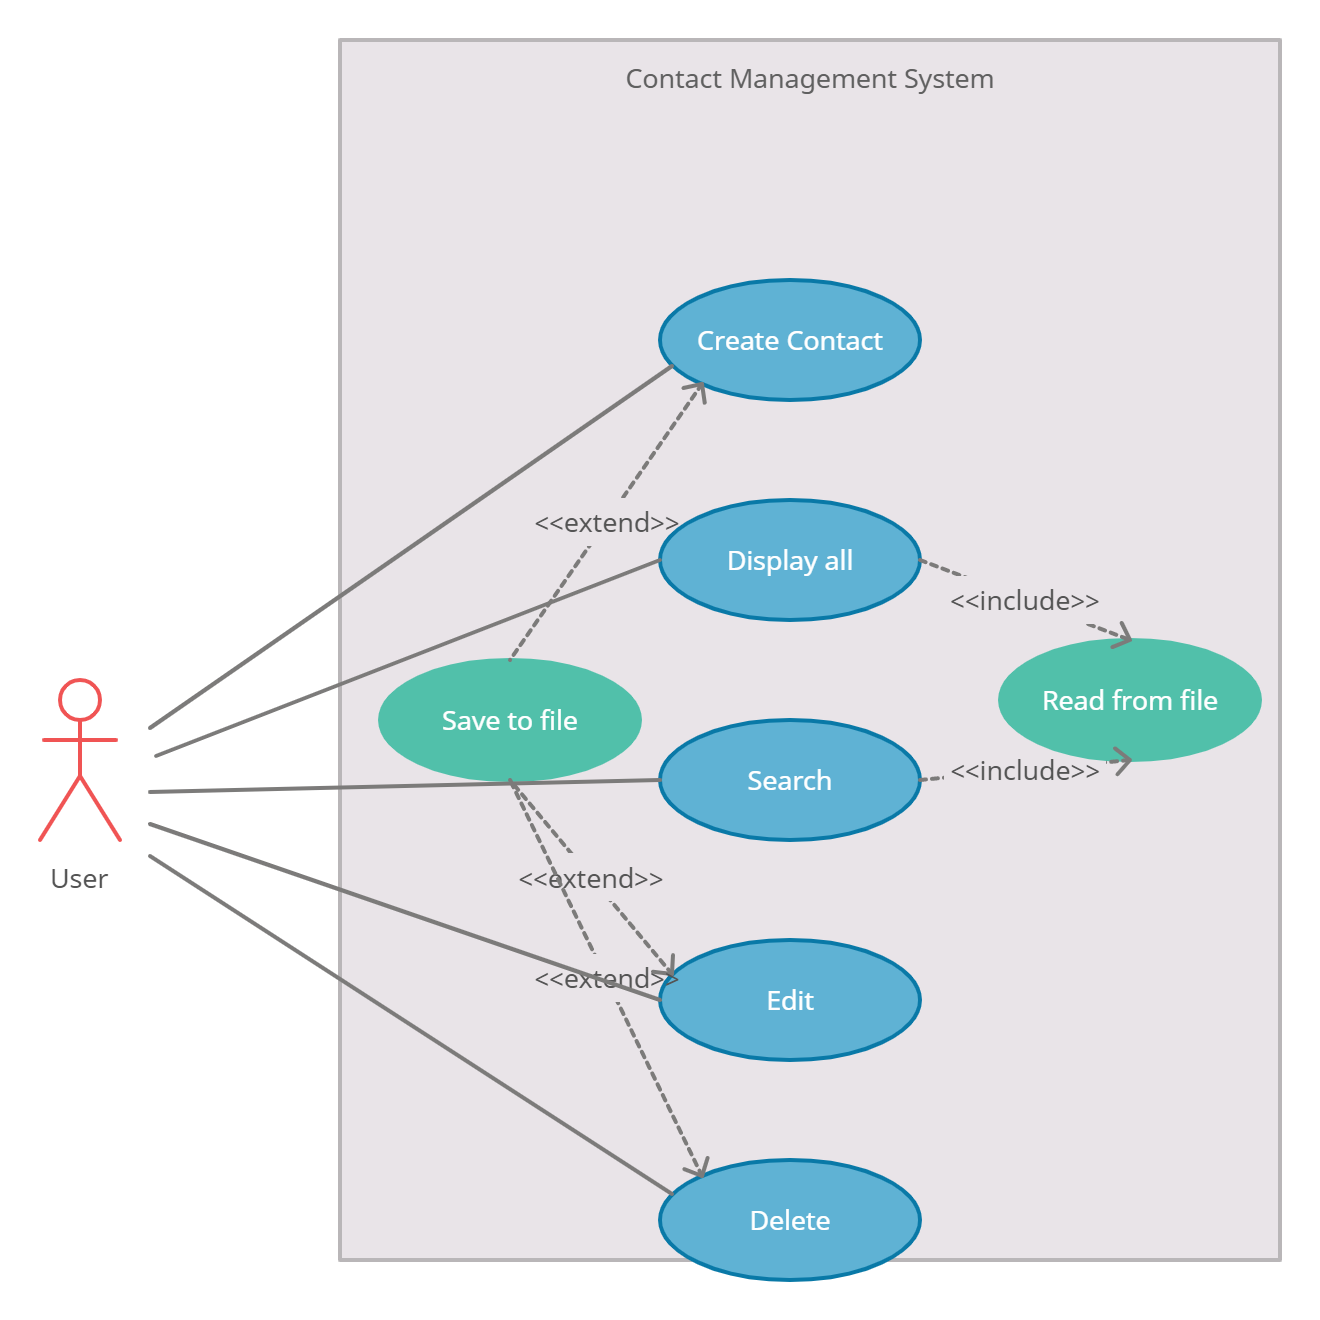 Contact Management System
Create Contact
<<extend>>
Display all
<<include>>
Read from file
Save to file
Search
<<include>>
User
<<extend>>
<<extend>>
Edit
Delete